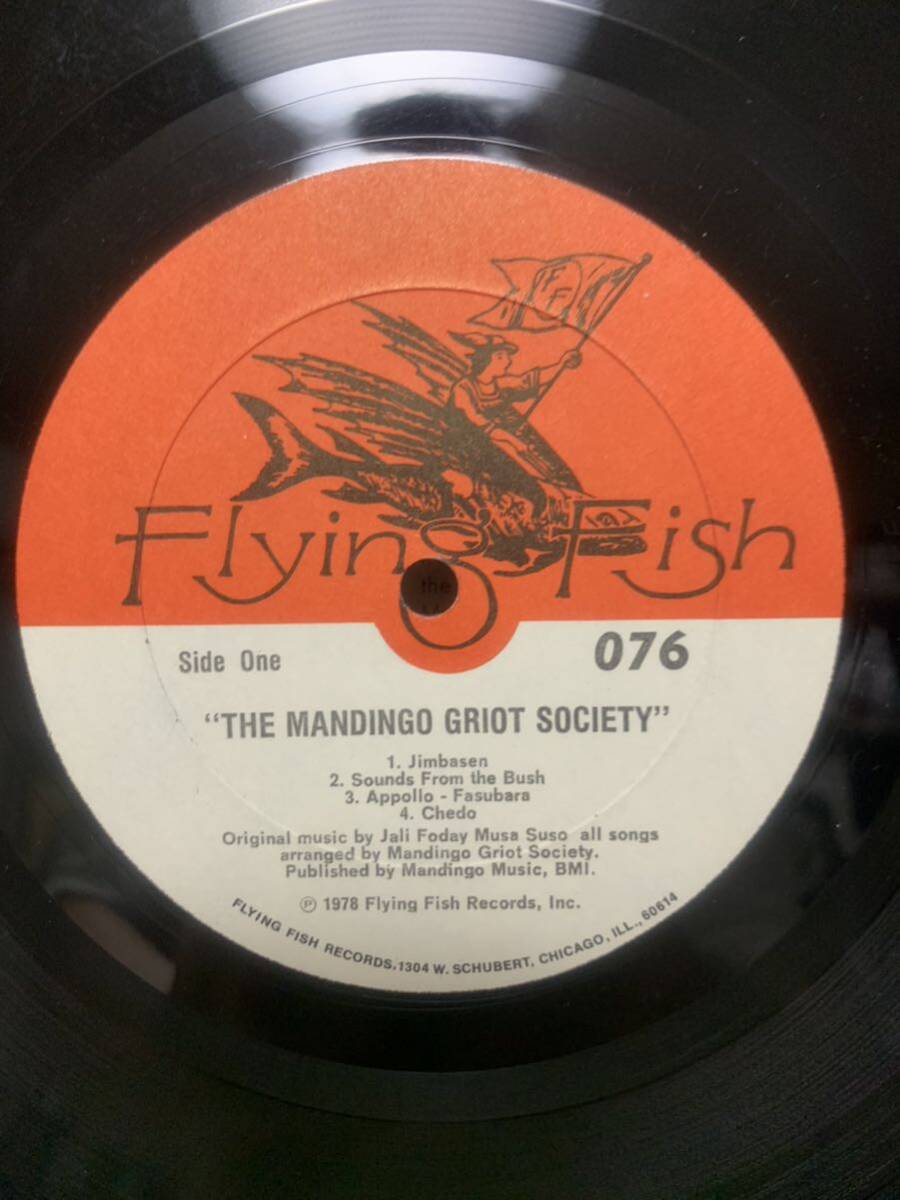 FF
Flying Fish
the
Side One
076
"THE MANDINGO GRIOT SOCIETY"
1. Jimbasen
2. Sounds From the Bush
3. Appollo - Fasubara
4. Chedo
Original music by Jali Foday Musa Suso all songs
arranged by Mandingo Griot Society.
Published by Mandingo Music, BMI.
℗ 1978 Flying Fish Records, Inc.
FLYING FISH RECORDS, 1304 W. SCHUBERT, CHICAGO, ILL., 60614